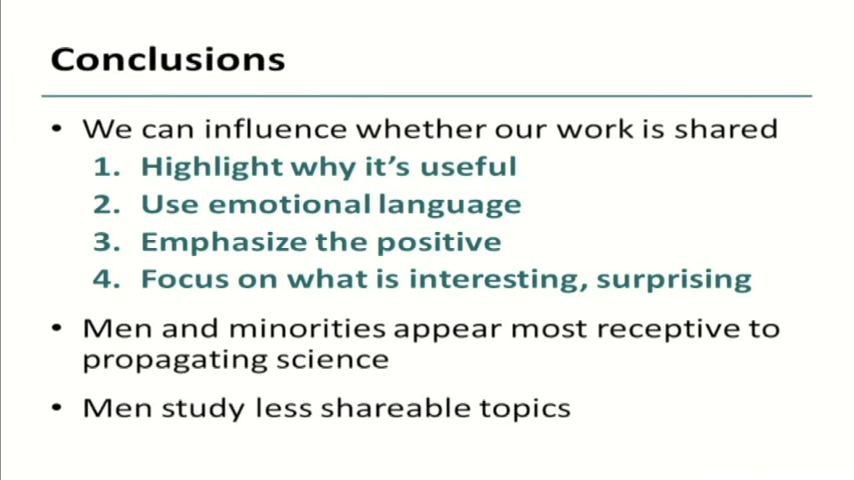 Conclusions
• We can influence whether our work is shared
1. Highlight why it's useful
2. Use emotional language
3. Emphasize the positive
4. Focus on what is interesting, surprising
• Men and minorities appear most receptive to
propagating science
• Men study less shareable topics